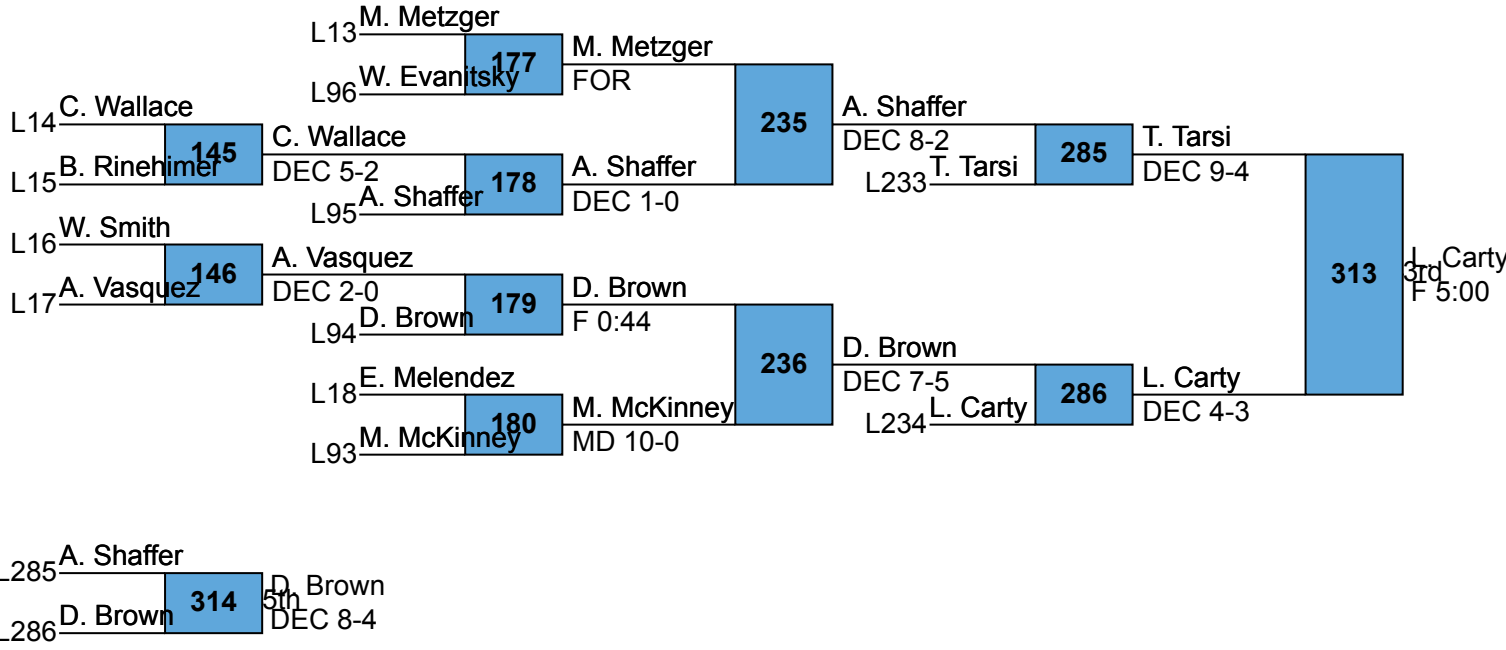 L13 M. Metzger
177
L96 W. Evanitsky
M. Metzger
FOR
L14 C. Wallace
145
L15 B. Rinehimer
C. Wallace
DEC 5-2
178
L95 A. Shaffer
A. Shaffer
DEC 1-0
235
A. Shaffer
DEC 8-2
L233 T. Tarsi
285
T. Tarsi
DEC 9-4
L16 W. Smith
146
L17 A. Vasquez
A. Vasquez
DEC 2-0
179
L94 D. Brown
D. Brown
F 0:44
L18 E. Melendez
180
L93 M. McKinney
M. McKinney
MD 10-0
236
D. Brown
DEC 7-5
L234 L. Carty
286
L. Carty
DEC 4-3
313
3rd
L. Carty
F 5:00
L285 A. Shaffer
314
L286 D. Brown
5th
D. Brown
DEC 8-4